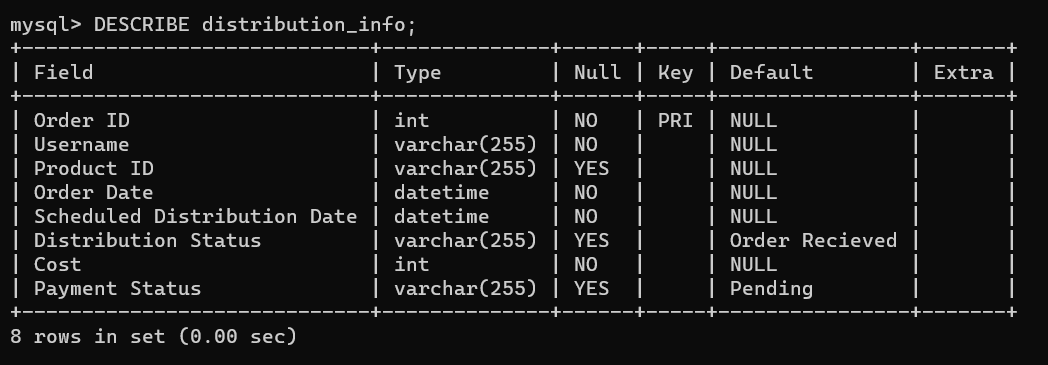 mysql> DESCRIBE distribution_info;
+-----------------------------+--------------+------+-----+----------------+-------+
| Field                       | Type         | Null | Key | Default        | Extra |
+-----------------------------+--------------+------+-----+----------------+-------+
| Order ID                    | int          | NO   | PRI | NULL           |       |
| Username                    | varchar(255) | NO   |     | NULL           |       |
| Product ID                  | varchar(255) | YES  |     | NULL           |       |
| Order Date                  | datetime     | NO   |     | NULL           |       |
| Scheduled Distribution Date | datetime     | NO   |     | NULL           |       |
| Distribution Status         | varchar(255) | YES  |     | Order Recieved |       |
| Cost                        | int          | NO   |     | NULL           |       |
| Payment Status              | varchar(255) | YES  |     | Pending        |       |
+-----------------------------+--------------+------+-----+----------------+-------+
8 rows in set (0.00 sec)